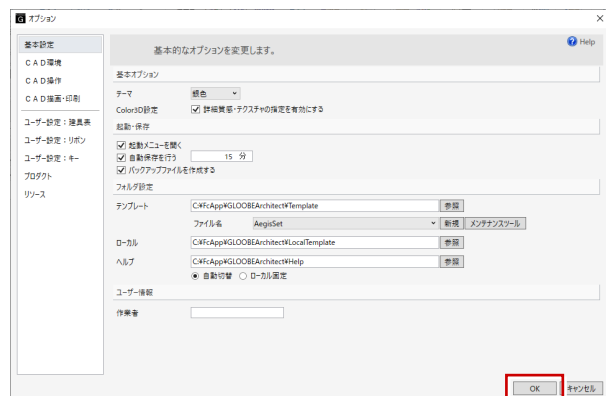 G オプション ×
基本設定
CAD環境
CAD操作
CAD描画・印刷
ユーザー設定:建具表
ユーザー設定:リボン
ユーザー設定:キー
プロダクト
リソース
基本的なオプションを変更します。
Help
基本オプション
テーマ 銀色
Color3D設定 詳細質感・テクスチャの指定を有効にする
起動・保存
起動メニューを開く
自動保存を行う 15 分
バックアップファイルを作成する
フォルダ設定
テンプレート C:¥FcApp¥GLOOBEArchitect¥Template 参照
ファイル名 AegisSet 新規 メンテナンスツール
ローカル C:¥FcApp¥GLOOBEArchitect¥LocalTemplate 参照
ヘルプ C:¥FcApp¥GLOOBEArchitect¥Help 参照
自動切替 ローカル固定
ユーザー情報
作業者
OK キャンセル